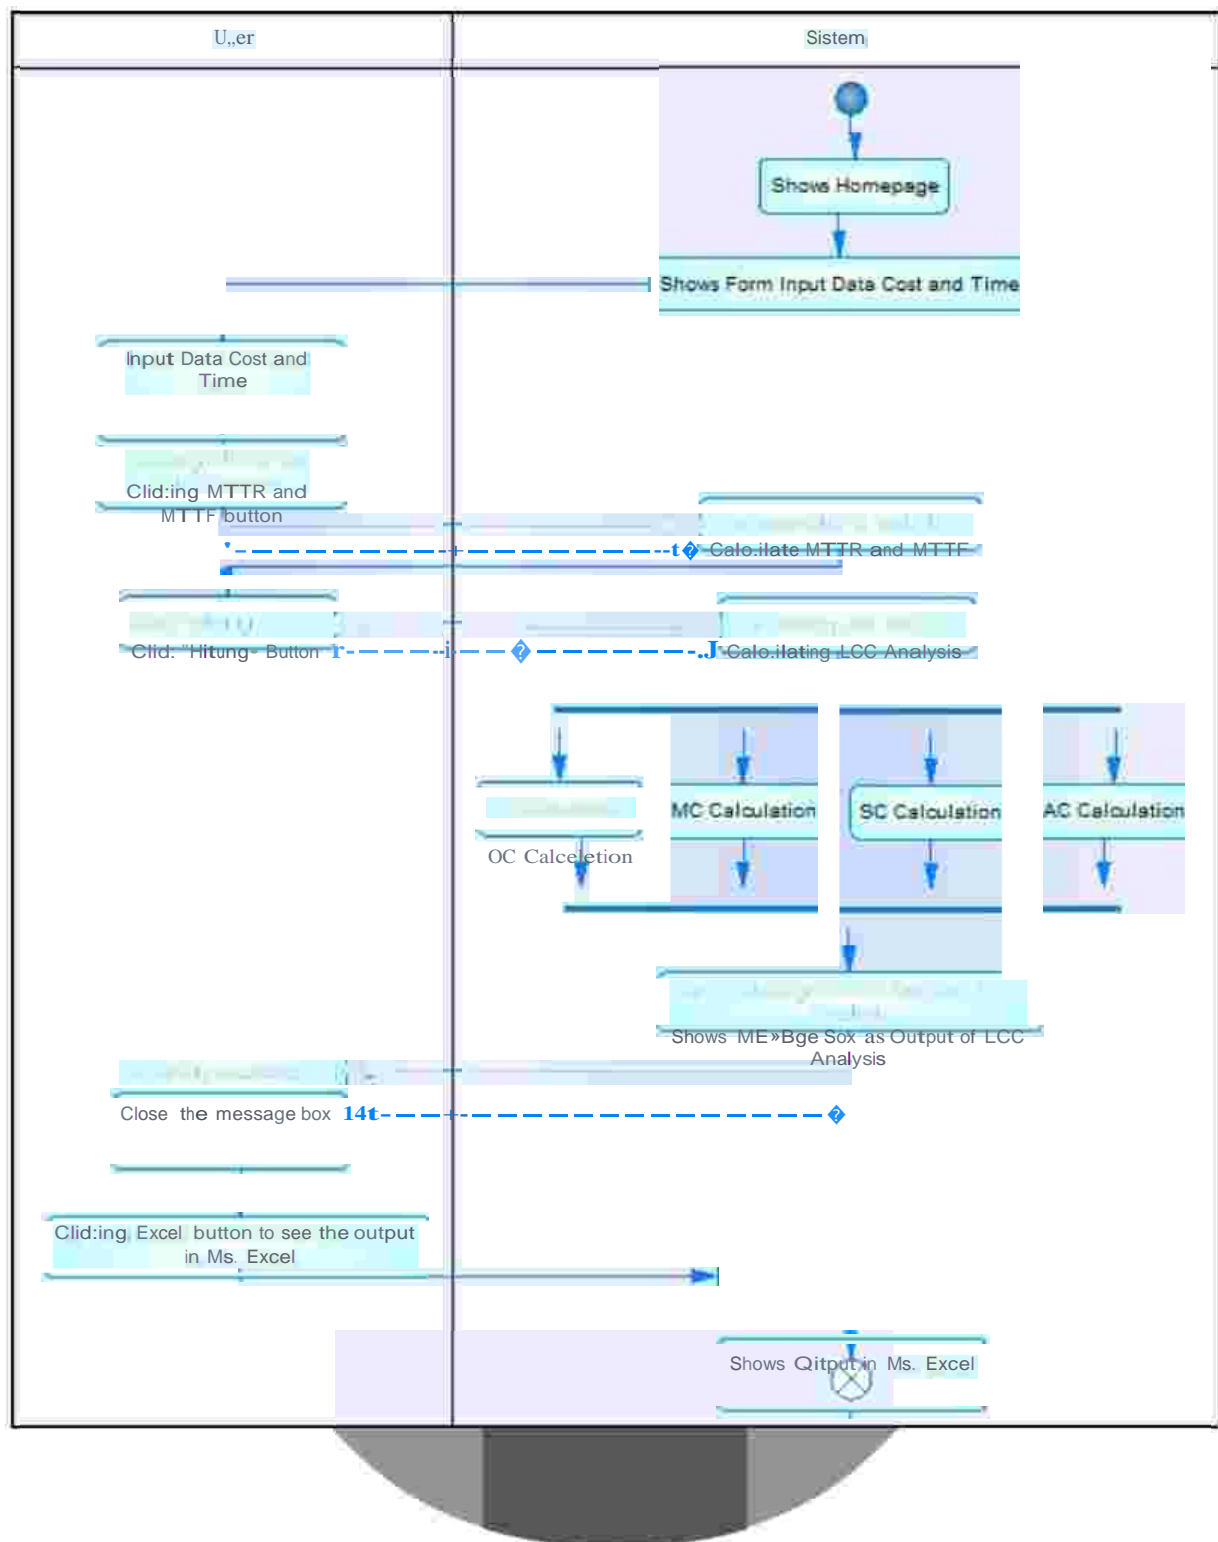 U„er
Sistem
Shows Homepage
Shows Form Input Data Cost and Time
Input Data Cost and
Time
Clid:ing MTTR and
MTTF button
Calo.ilate MTTR and MTTF
Clid: "Hitung- Button
Calo.ilating LCC Analysis
MC Calculation
SC Calculation
AC Calculation
OC Calceletion
Shows ME»Bge Sox as Output of LCC
Analysis
Close the message box 14t
Clid:ing Excel button to see the output
in Ms. Excel
Shows Qitput in Ms. Excel